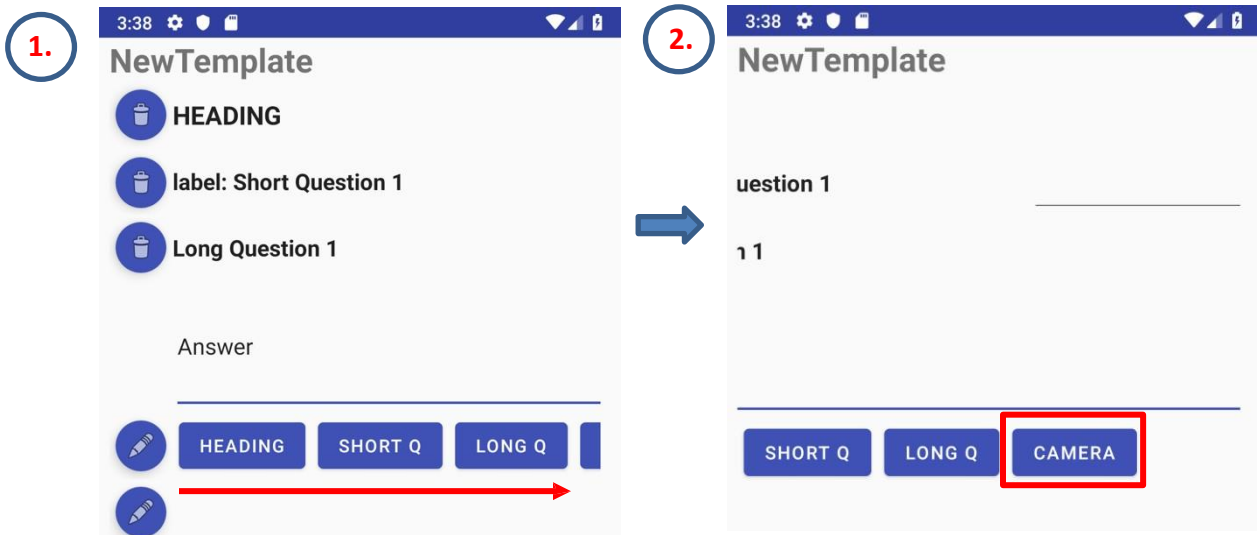 1.
3:38
NewTemplate
HEADING
label: Short Question 1
Long Question 1
Answer
HEADING SHORT Q LONG Q
2.
3:38
NewTemplate
uestion 1
1
SHORT Q LONG Q CAMERA